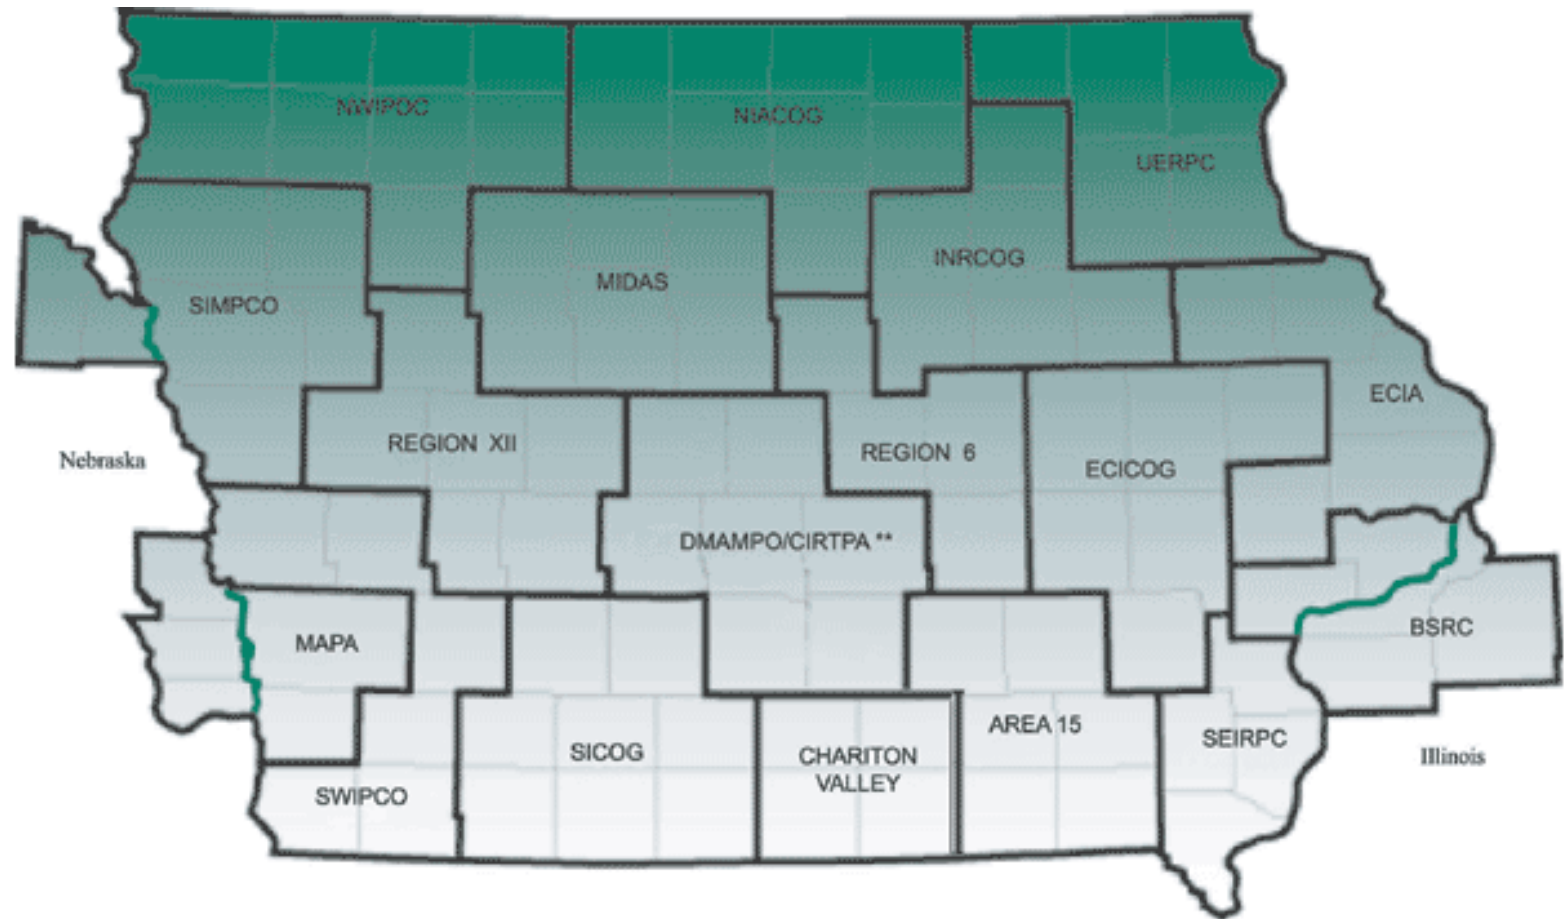 NWIPOC
NIACOG
UERPC
INRCOG
MIDAS
SIMPCO
ECIA
REGION XII
REGION 6
ECICOG
Nebraska
DMAMPO/CIRTPA **
BSRC
MAPA
AREA 15
SEIRPC
SICOG
CHARITON
VALLEY
Illinois
SWIPCO